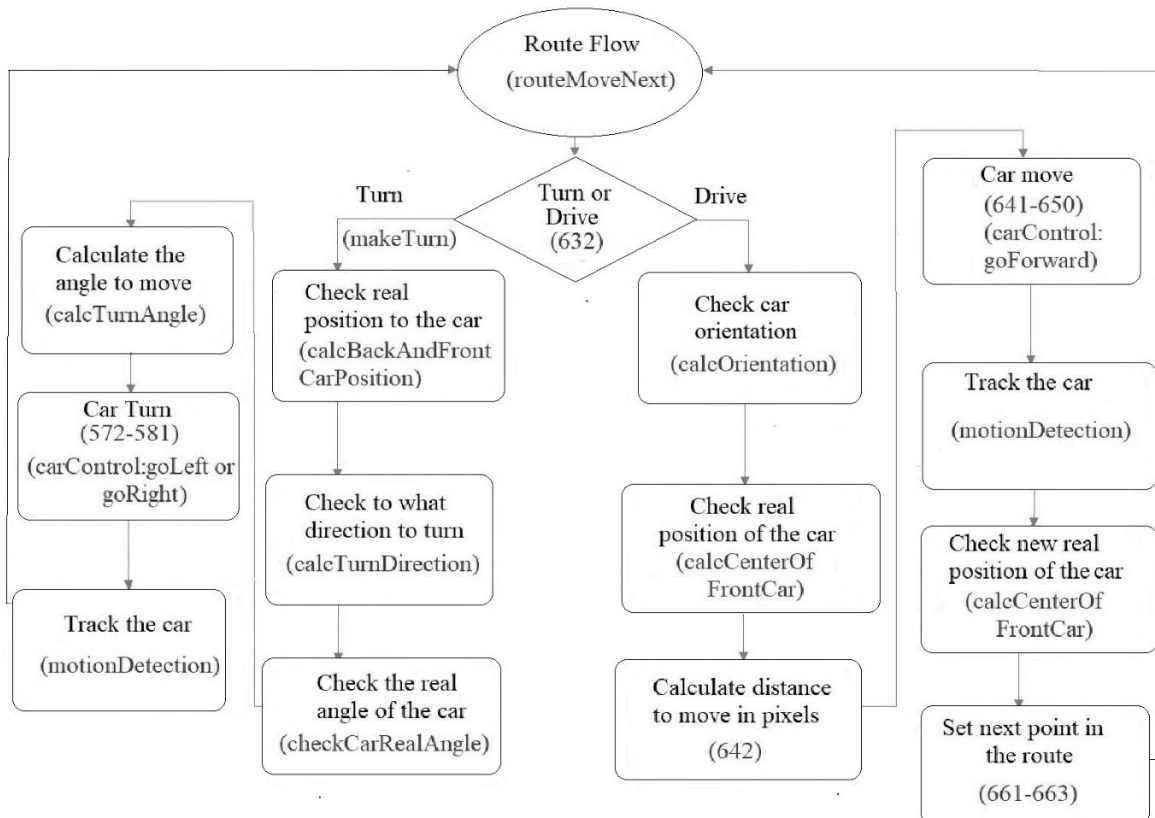 Route Flow
(routeMoveNext)
Turn or
Drive
(632)
Turn
(makeTurn)
Drive
Check real
position to the car
(calcBackAndFront
CarPosition)
Check to what
direction to turn
(calcTurnDirection)
Check the real
angle of the car
(checkCarRealAngle)
Calculate the
angle to move
(calcTurnAngle)
Car Turn
(572-581)
(carControl:goLeft or
goRight)
Track the car
(motionDetection)
Check car
orientation
(calcOrientation)
Check real
position of the car
(calcCenterOf
FrontCar)
Calculate distance
to move in pixels
(642)
Car move
(641-650)
(carControl:
goForward)
Track the car
(motionDetection)
Check new real
position of the car
(calcCenterOf
FrontCar)
Set next point in
the route
(661-663)